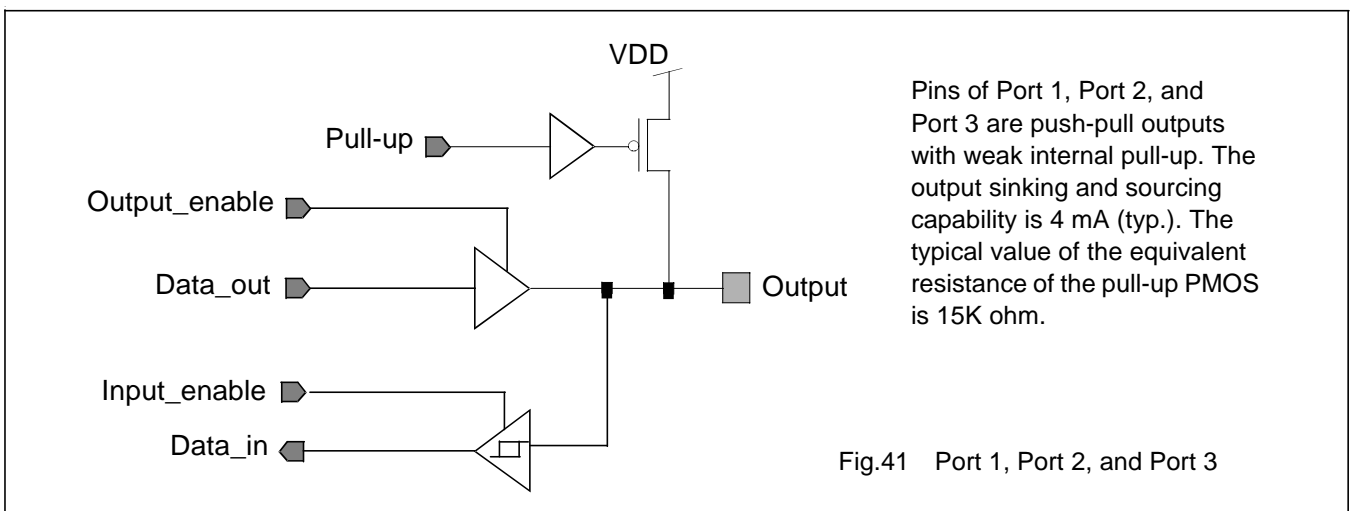 VDD
Pull-up
Output_enable
Data_out
Output
Input_enable
Data_in
Pins of Port 1, Port 2, and
Port 3 are push-pull outputs
with weak internal pull-up. The
output sinking and sourcing
capability is 4 mA (typ.). The
typical value of the equivalent
resistance of the pull-up PMOS
is 15K ohm.
Fig.41 Port 1, Port 2, and Port 3